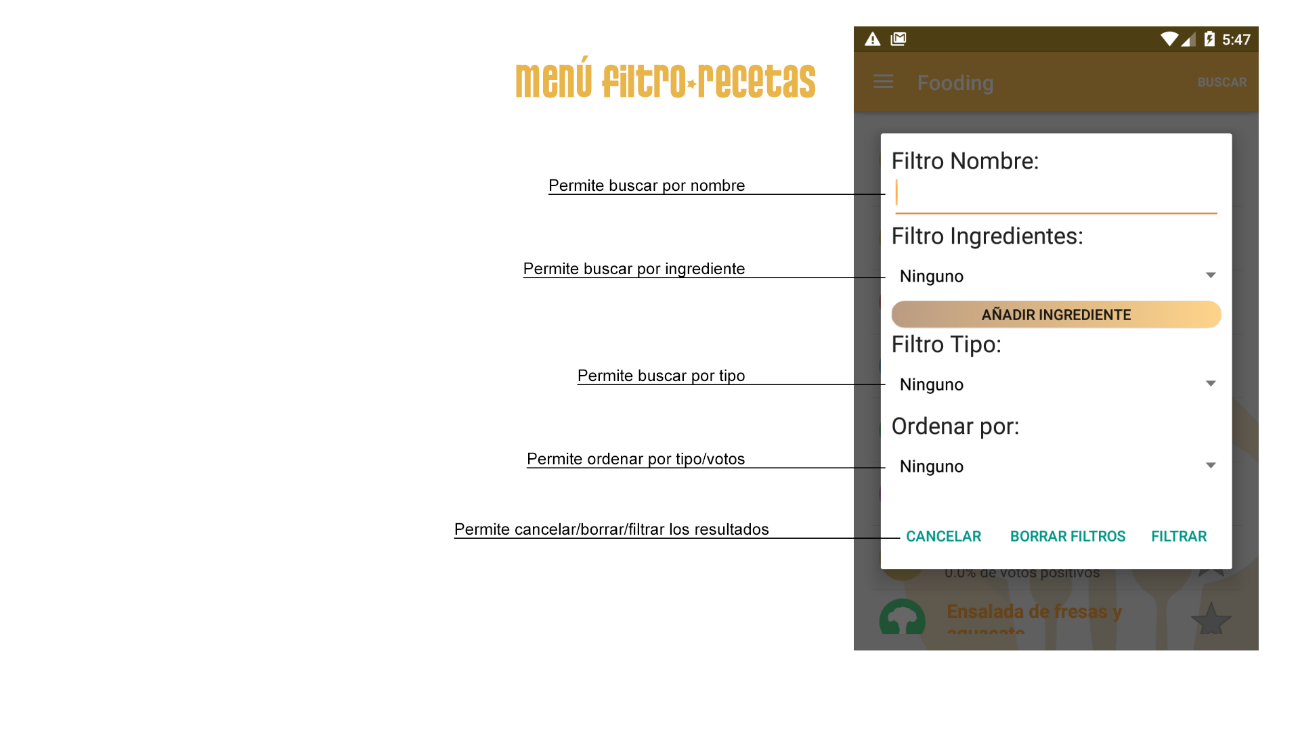 menú filtro·recetas
5:47
Fooding
BUSCAR
Filtro Nombre:
Permite buscar por nombre
Filtro Ingredientes:
Permite buscar por ingrediente
Ninguno
AÑADIR INGREDIENTE
Filtro Tipo:
Permite buscar por tipo
Ninguno
Ordenar por:
Permite ordenar por tipo/votos
Ninguno
Permite cancelar/borrar/filtrar los resultados
CANCELAR BORRAR FILTROS FILTRAR
0.0% de votos positivos
Ensalada de fresas y
aguacate